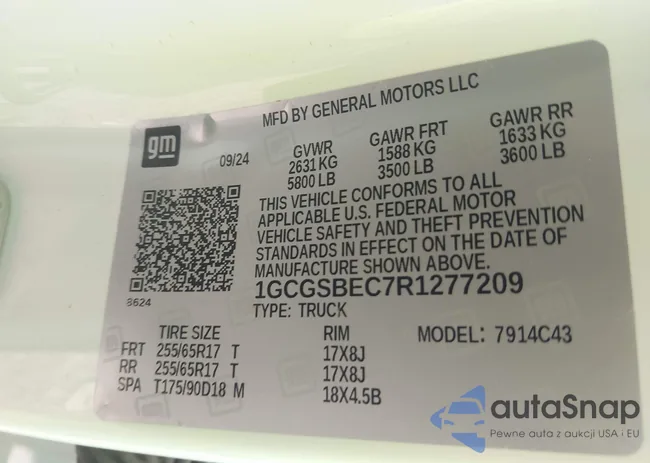 MFD BY GENERAL MOTORS LLC
gm
09/24
GVWR
2631 KG
5800 LB
GAWR FRT
1588 KG
3500 LB
GAWR RR
1633 KG
3600 LB
THIS VEHICLE CONFORMS TO ALL
APPLICABLE U.S. FEDERAL MOTOR
VEHICLE SAFETY AND THEFT PREVENTION
STANDARDS IN EFFECT ON THE DATE OF
MANUFACTURE SHOWN ABOVE.
8624
1GCGSBEC7R1277209
TYPE: TRUCK
TIRE SIZE RIM MODEL: 7914C43
FRT 255/65R17 T 17X8J
RR 255/65R17 T 17X8J
SPA T175/90D18 M 18X4.5B
autaSnap
Pewne auta z aukcji USA i EU